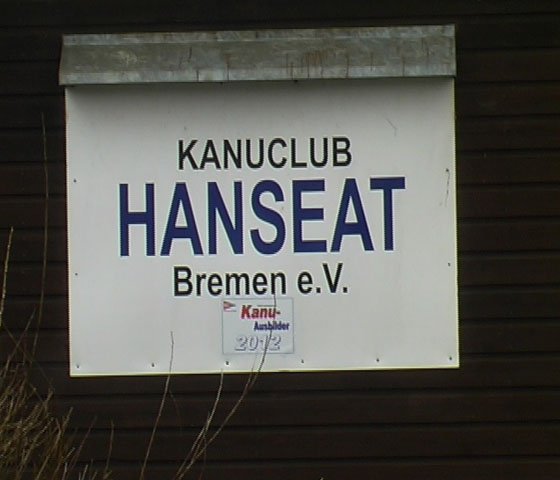 KANUCLUB
HANSEAT
Bremen e.V.
Kanu-
Ausbilder
2012